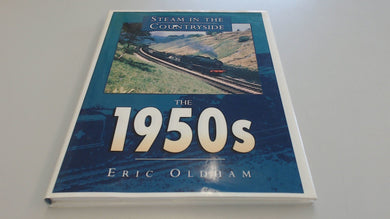 STEAM IN THE
COUNTRYSIDE
THE
1950s
ERIC OLDHAM